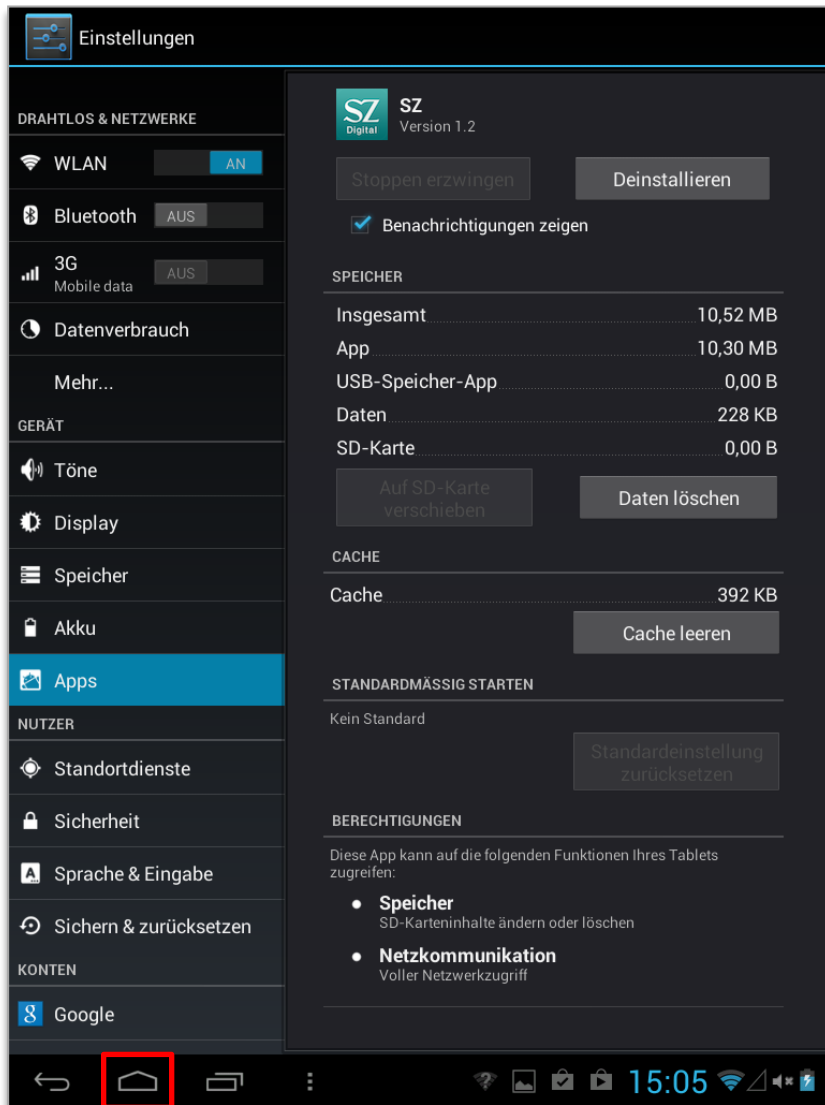 Einstellungen
DRAHTLOS & NETZWERKE
WLAN AN
Bluetooth AUS
3G AUS
Mobile data
Datenverbrauch
Mehr...
GERÄT
Töne
Display
Speicher
Akku
Apps
NUTZER
Standortdienste
Sicherheit
A
Sprache & Eingabe
Sichern & zurücksetzen
KONTEN
8 Google
SZ
Digital
SZ
Version 1.2
Stoppen erzwingen
Deinstallieren
Benachrichtigungen zeigen
SPEICHER
Insgesamt 10,52 MB
App 10,30 MB
USB-Speicher-App 0,00 B
Daten 228 KB
SD-Karte 0,00 B
Auf SD-Karte
verschieben
Daten löschen
CACHE
Cache 392 KB
Cache leeren
STANDARDMÄSSIG STARTEN
Kein Standard
Standardeinstellung
zurücksetzen
BERECHTIGUNGEN
Diese App kann auf die folgenden Funktionen Ihres Tablets
zugreifen:
Speicher
SD-Karteninhalte ändern oder löschen
Netzkommunikation
Voller Netzwerkzugriff
15:05